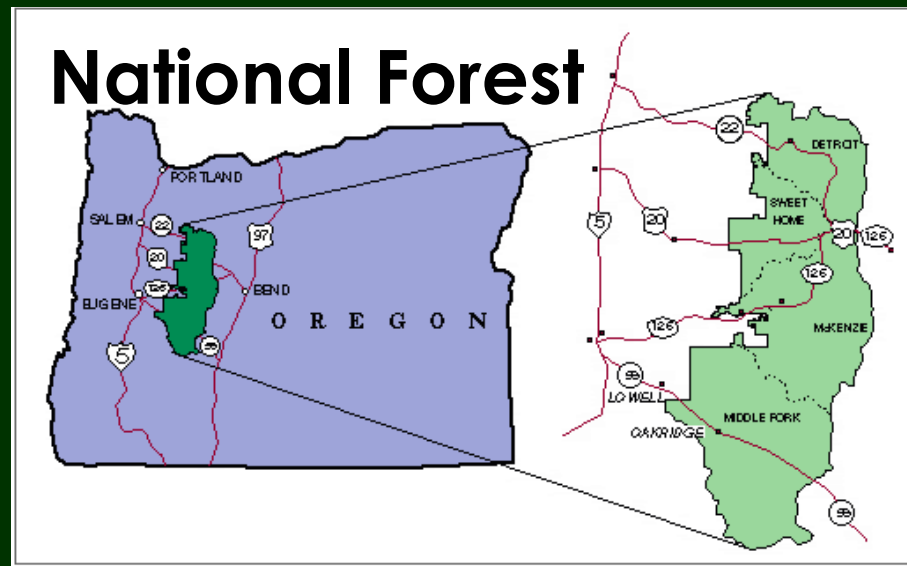 National Forest
PORTLAND
SALEM
22
97
20
126
EUGENE
BEND
OREGON
5
58
22
DETROIT
SWEET
HOME
5
20
20
126
126
126
McKENZIE
58
LOWELL
MIDDLE FORK
OAKRIDGE
58